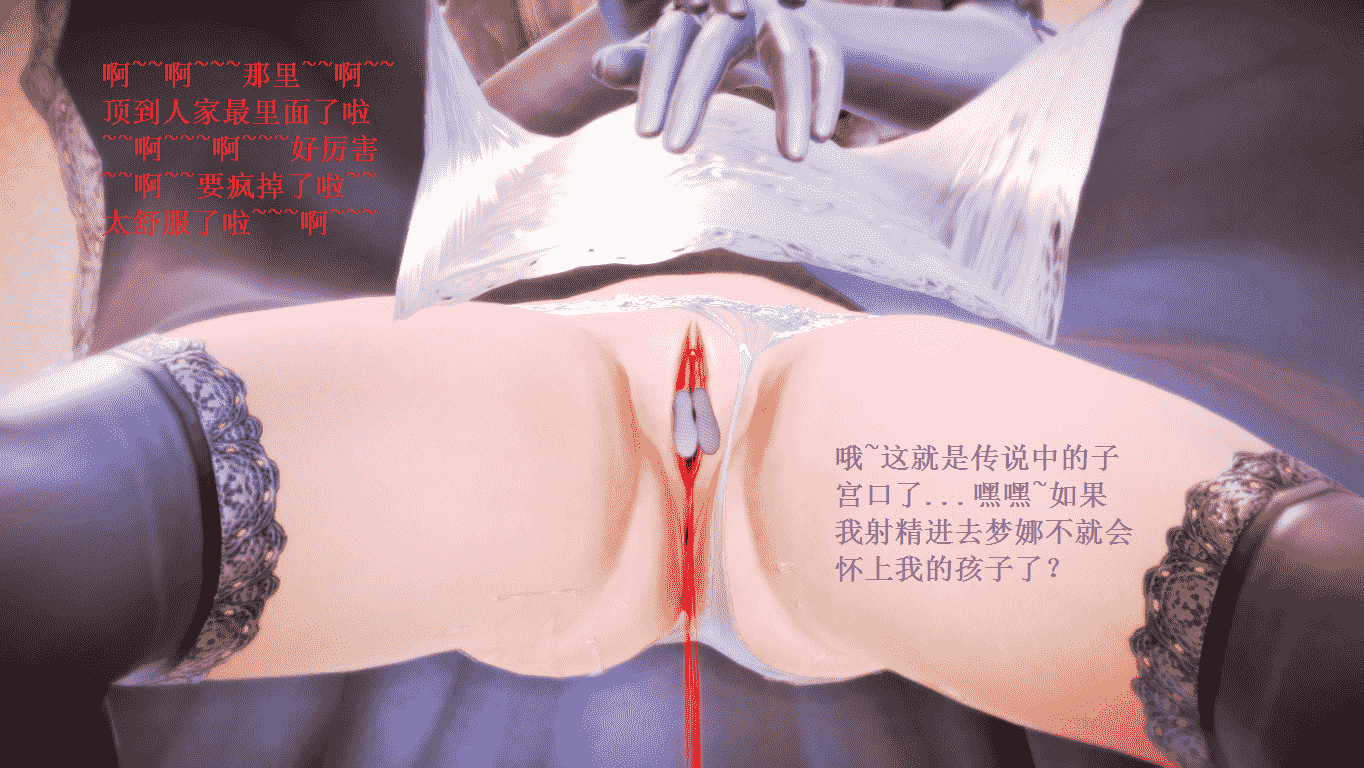 啊~~啊~~~那里~~啊~~
顶到人家最里面了啦
~~啊~~~啊~~~好厉害
~~啊~~要疯掉了啦~~
太舒服了啦~~~啊~~~
哦~这就是传说中的子
宫口了...嘿嘿~如果
我射精进去梦娜不就会
怀上我的孩子了？